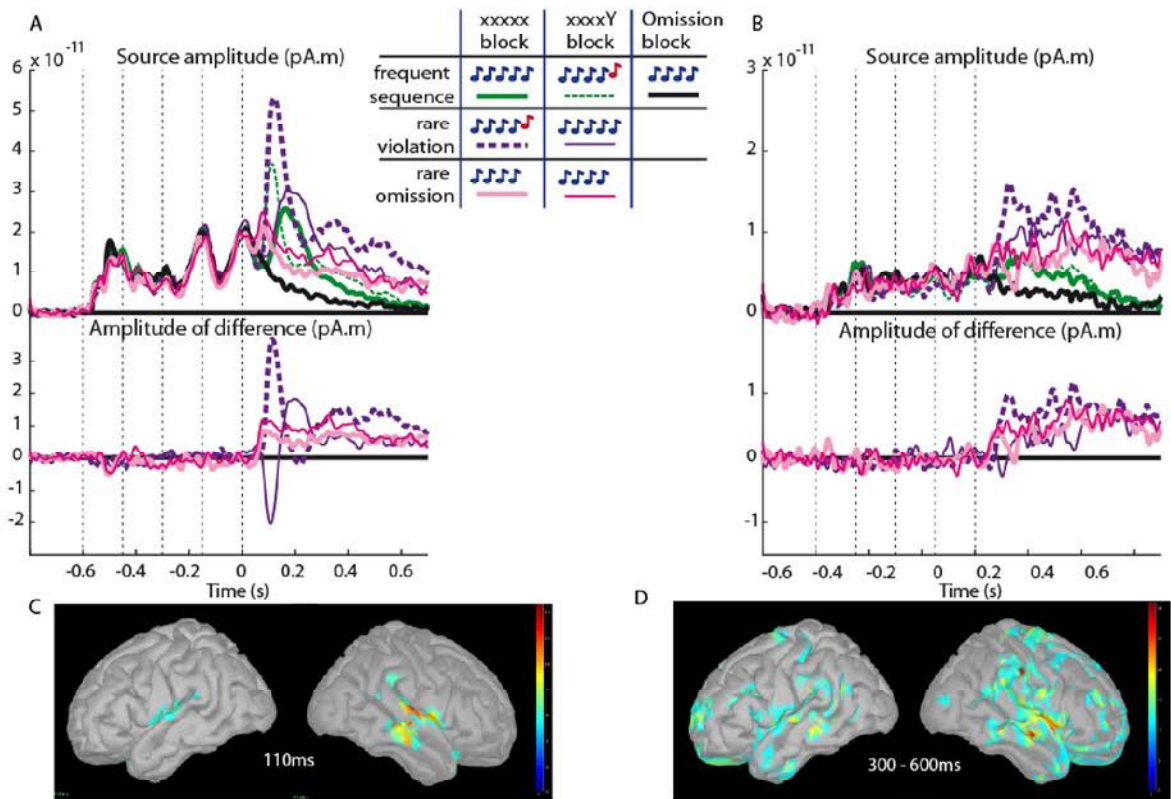 A
B
xxxxx block
xxxxY block
Omission block
x 10-11
Source amplitude (pA.m)
6
5
4
3
2
1
0
frequent sequence
rare violation
rare omission
x 10-11
Source amplitude (pA.m)
3
2
1
0
Amplitude of difference (pA.m)
3
2
1
0
-1
-2
-0.6 -0.4 -0.2 0 0.2 0.4 0.6
Time (s)
Amplitude of difference (pA.m)
1
0
-1
-0.6 -0.4 -0.2 0 0.2 0.4 0.6
Time (s)
C
110ms
D
300 - 600ms